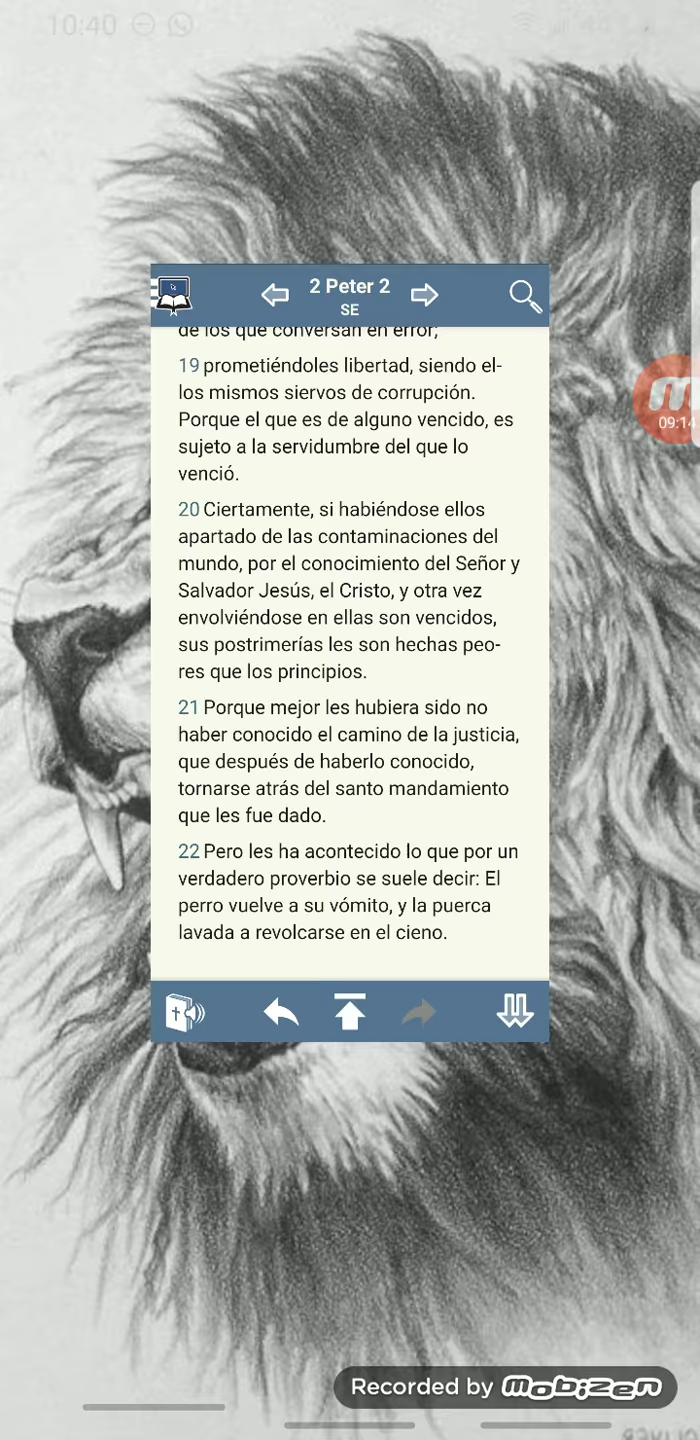 10:40
2 Peter 2
SE
de los que conversan en error;
19 prometiéndoles libertad, siendo el-
los mismos siervos de corrupción.
Porque el que es de alguno vencido, es
sujeto a la servidumbre del que lo
venció.
20 Ciertamente, si habiéndose ellos
apartado de las contaminaciones del
mundo, por el conocimiento del Señor y
Salvador Jesús, el Cristo, y otra vez
envolviéndose en ellas son vencidos,
sus postrimerías les son hechas peo-
res que los principios.
21 Porque mejor les hubiera sido no
haber conocido el camino de la justicia,
que después de haberlo conocido,
tornarse atrás del santo mandamiento
que les fue dado.
22 Pero les ha acontecido lo que por un
verdadero proverbio se suele decir: El
perro vuelve a su vómito, y la puerca
lavada a revolcarse en el cieno.
09:14
Recorded by mobizen